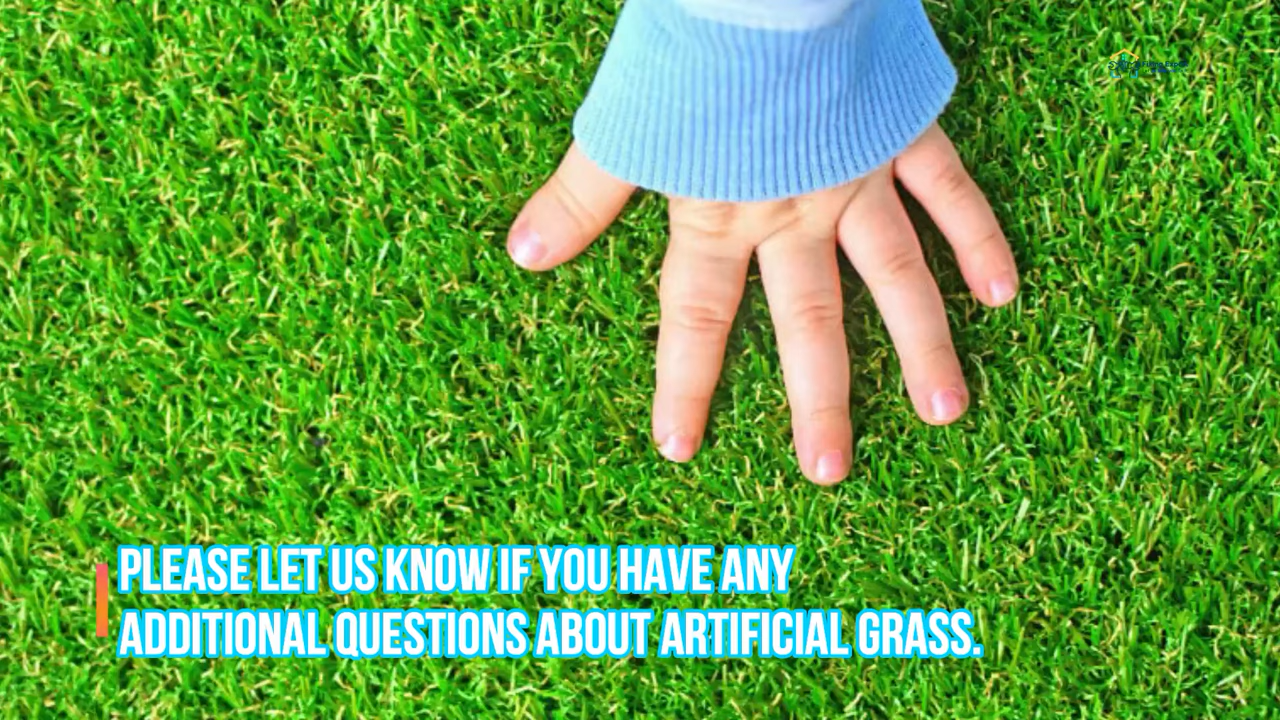 PLEASE LET US KNOW IF YOU HAVE ANY
ADDITIONAL QUESTIONS ABOUT ARTIFICIAL GRASS.